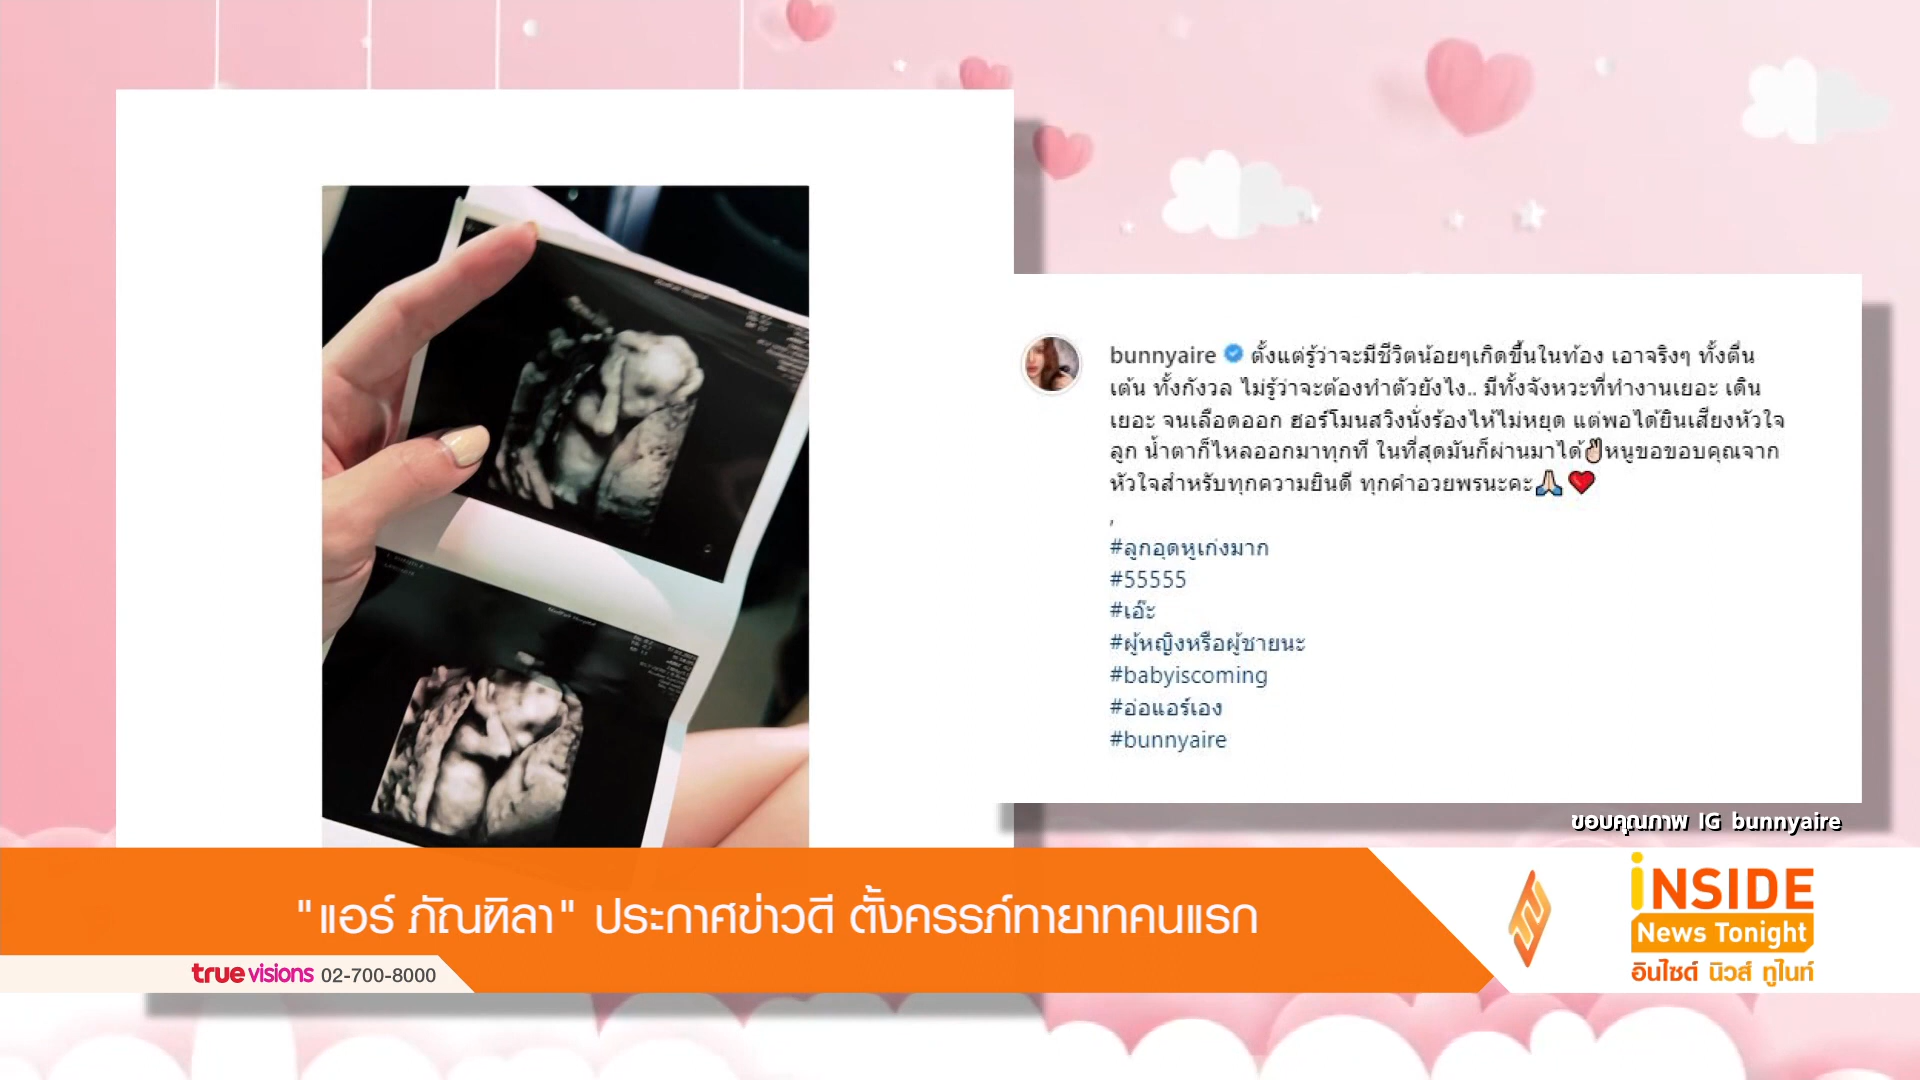 bunnyaire ตั้งแต่รู้ว่าจะมีชีวิตน้อยๆเกิดขึ้นในท้อง เอาจริงๆ ทั้งตื่น
เต้น ทั้งกังวล ไม่รู้ว่าจะต้องทำตัวยังไง.. มีทั้งจังหวะที่ทำงานเยอะ เดิน
เยอะ จนเลือดออก ฮอร์โมนสวิงนั่งร้องไห้ไม่หยุด แต่พอได้ยินเสียงหัวใจ
ลูก น้ำตาก็ไหลออกมาทุกที ในที่สุดมันก็ผ่านมาได้✌🏻หนูขอขอบคุณจาก
หัวใจสำหรับทุกความยินดี ทุกคำอวยพรนะคะ🙏🏻❤️
,
#ลูกอุดหูเก่งมาก
#55555
#เอ๊ะ
#ผู้หญิงหรือผู้ชายนะ
#babyiscoming
#อ่อแอร์เอง
#bunnyaire
ขอบคุณภาพ IG bunnyaire
"แอร์ ภัณฑิลา" ประกาศข่าวดี ตั้งครรภ์ทายาทคนแรก
true visions 02-700-8000
iNSIDE
News Tonight
อินไซด์ นิวส์ ทูไนท์